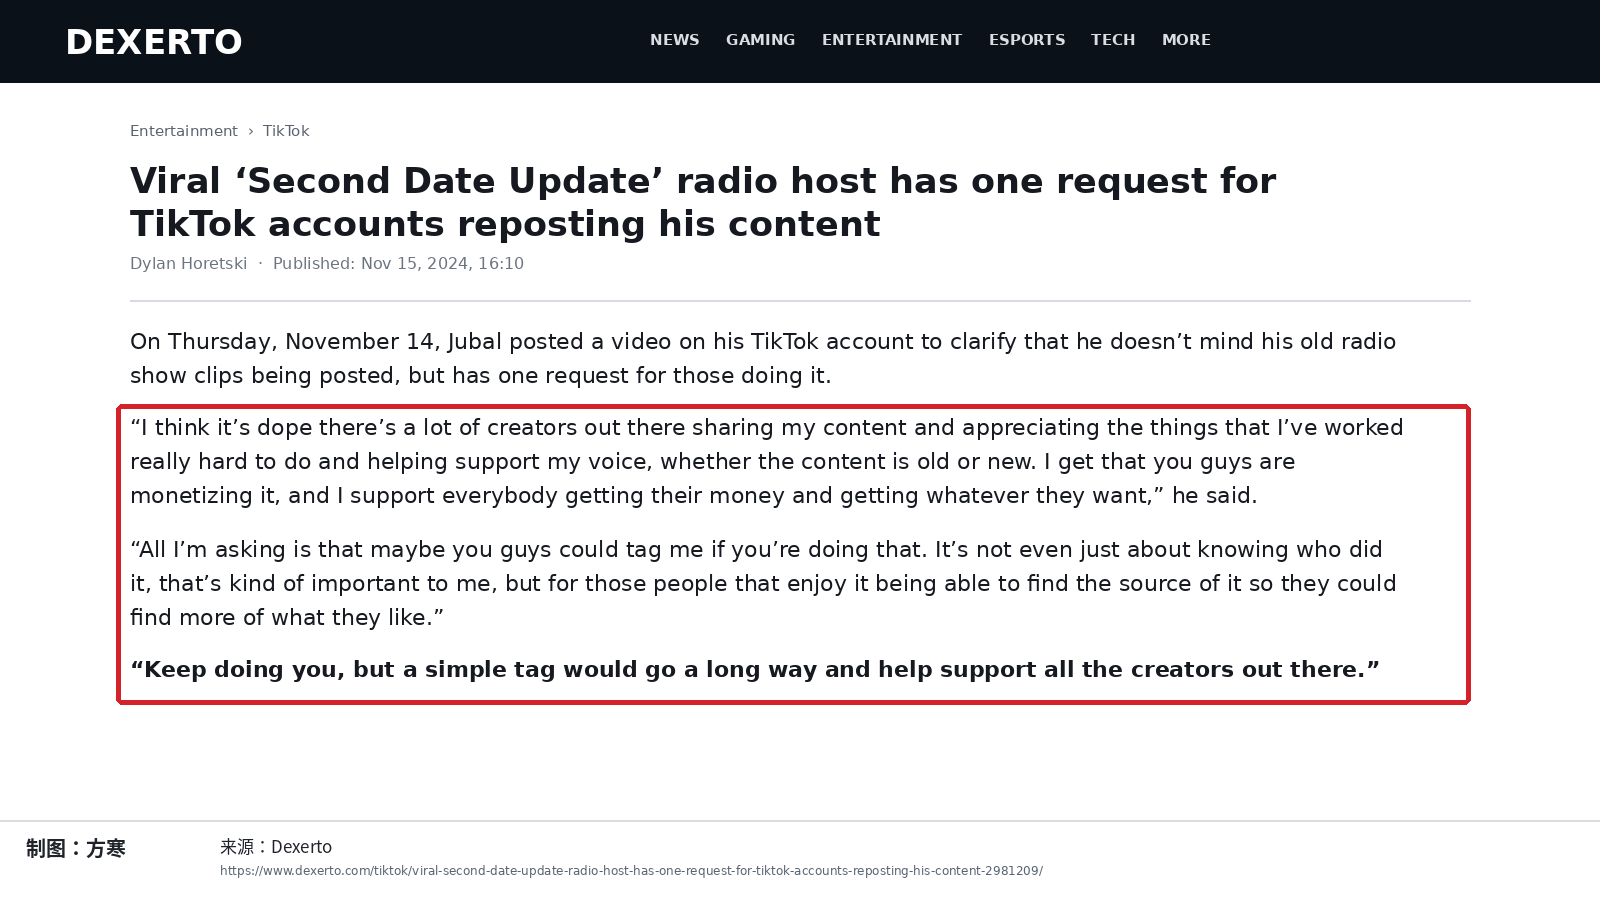 DEXERTO
NEWS GAMING ENTERTAINMENT ESPORTS TECH MORE
Entertainment › TikTok
Viral ‘Second Date Update’ radio host has one request for
TikTok accounts reposting his content
Dylan Horetski · Published: Nov 15, 2024, 16:10
On Thursday, November 14, Jubal posted a video on his TikTok account to clarify that he doesn’t mind his old radio
show clips being posted, but has one request for those doing it.
“I think it’s dope there’s a lot of creators out there sharing my content and appreciating the things that I’ve worked
really hard to do and helping support my voice, whether the content is old or new. I get that you guys are
monetizing it, and I support everybody getting their money and getting whatever they want,” he said.
“All I’m asking is that maybe you guys could tag me if you’re doing that. It’s not even just about knowing who did
it, that’s kind of important to me, but for those people that enjoy it being able to find the source of it so they could
find more of what they like.”
“Keep doing you, but a simple tag would go a long way and help support all the creators out there.”
制图：方寒
来源：Dexerto
https://www.dexerto.com/tiktok/viral-second-date-update-radio-host-has-one-request-for-tiktok-accounts-reposting-his-content-2981209/